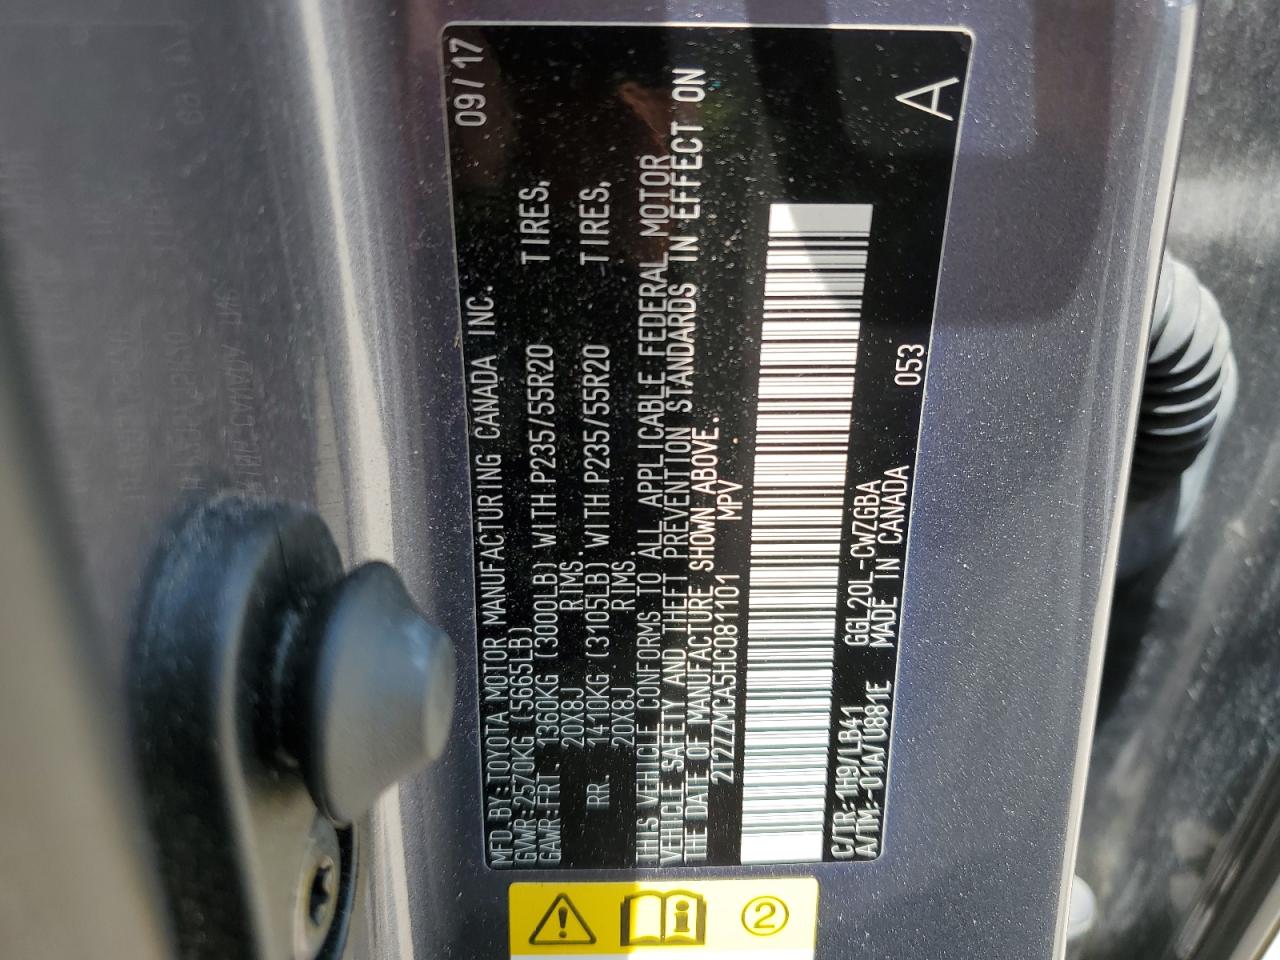 MFD. BY: TOYOTA MOTOR MANUFACTURING CANADA INC. 09/17
GVWR: 2570KG (5665LB)
GAWR: FRT. 1360KG (3000LB) WITH P235/55R20 TIRES,
20X8J RIMS.
RR. 1410KG (3105LB) WITH P235/55R20 TIRES,
20X8J RIMS.
THIS VEHICLE CONFORMS TO ALL APPLICABLE FEDERAL MOTOR
VEHICLE SAFETY AND THEFT PREVENTION STANDARDS IN EFFECT ON
THE DATE OF MANUFACTURE SHOWN ABOVE.
2T2ZZMCA5HC081101 MPV
C/TR: 1H9/LB41 GGL20L-CWZGBA 053
A/TM: -01A/U881E MADE IN CANADA A
2